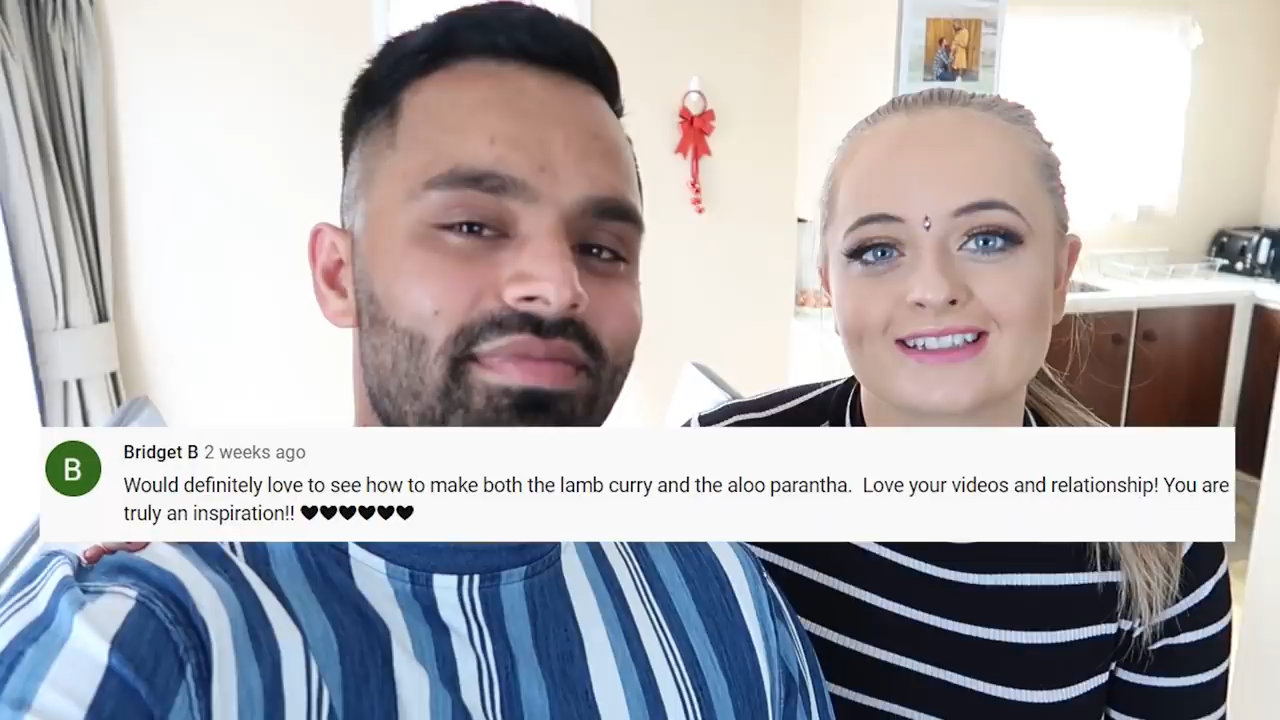 B
Bridget B 2 weeks ago
Would definitely love to see how to make both the lamb curry and the aloo parantha.  Love your videos and relationship! You are
truly an inspiration!! 🖤🖤🖤🖤🖤🖤